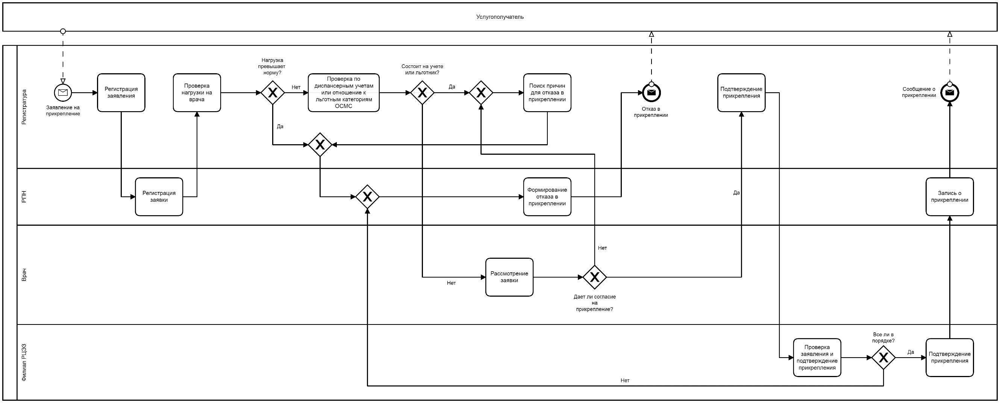 Услугополучатель
Регистратура
Заявление на
прикрепление
Регистрация
заявления
Проверка
нагрузки на
врача
Нагрузка
превышает
норму?
Нет
Да
Проверка по
диспансерным учетам
или отношение к
льготным категориям
ОСМС
Состоит на учете
или льготник?
Да
Поиск причин
для отказа в
прикреплении
Отказ в
прикреплении
Подтверждение
прикрепления
Сообщение о
прикреплении
РПН
Регистрация
заявки
Формирование
отказа в
прикреплении
Да
Запись о
прикреплении
Врач
Нет
Рассмотрение
заявки
Нет
Дает ли согласие
на
прикрепление?
Филиал РЦЭЗ
Проверка
заявления и
подтверждение
прикрепления
Все ли в
порядке?
Да
Подтверждение
прикрепления
Нет